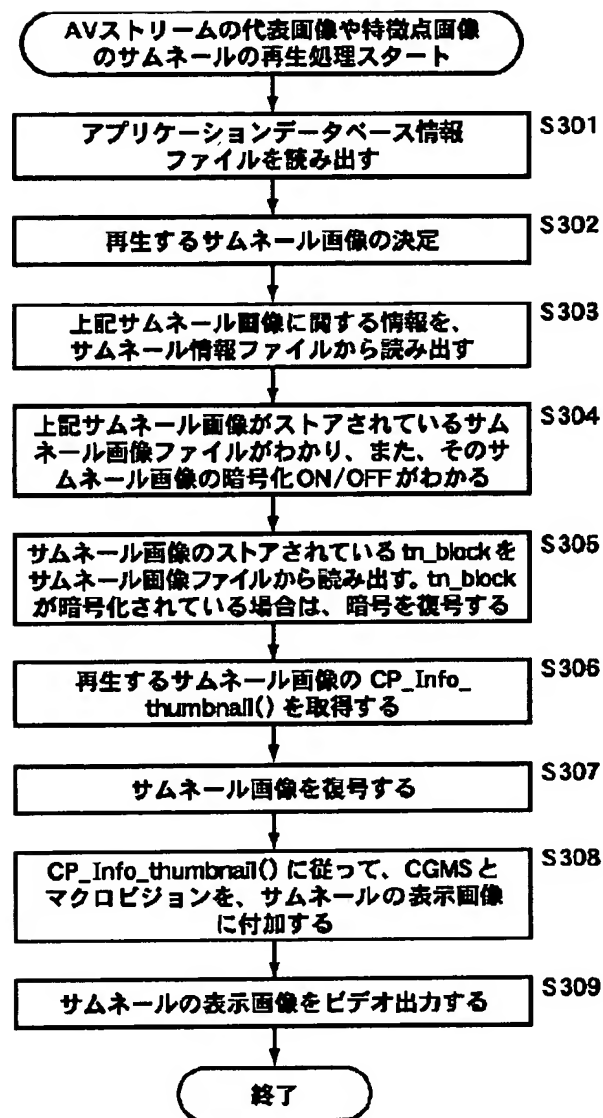 AVストリームの代表画像や特徴点画像
のサムネールの再生処理スタート
S301
アプリケーションデータベース情報
ファイルを読み出す
S302
再生するサムネール画像の決定
S303
上記サムネール画像に関する情報を、
サムネール情報ファイルから読み出す
S304
上記サムネール画像がストアされているサム
ネール画像ファイルがわかり、また、そのサ
ムネール画像の暗号化ON/OFFがわかる
S305
サムネール画像のストアされている tn_blockを
サムネール画像ファイルから読み出す。tn_block
が暗号化されている場合は、暗号を復号する
S306
再生するサムネール画像の CP_Info_
thumbnail() を取得する
S307
サムネール画像を復号する
S308
CP_Info_thumbnail() に従って、CGMSと
マクロビジョンを、サムネールの表示画像
に付加する
S309
サムネールの表示画像をビデオ出力する
終了